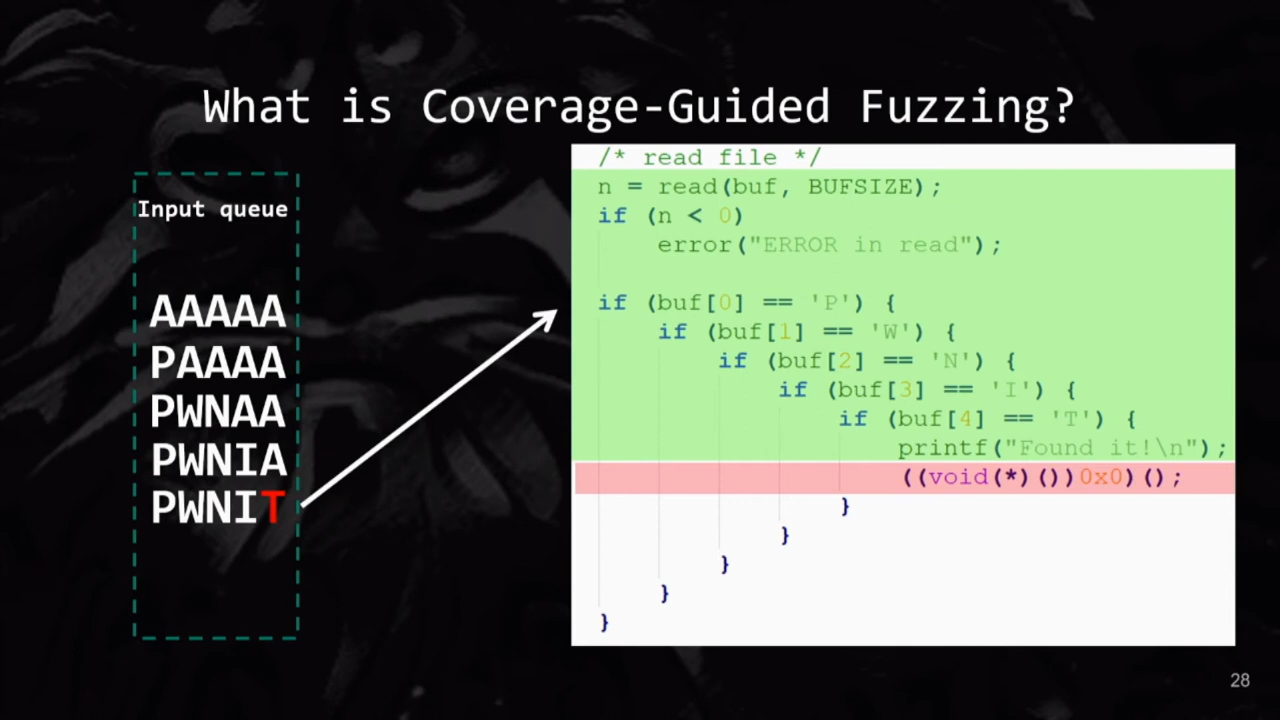 What is Coverage-Guided Fuzzing?
Input queue
AAAAA
PAAAA
PWNAA
PWNIA
PWNIT
/* read file */
n = read(buf, BUFSIZE);
if (n < 0)
error("ERROR in read");
if (buf[0] == 'P') {
if (buf[1] == 'W') {
if (buf[2] == 'N') {
if (buf[3] == 'I') {
if (buf[4] == 'T') {
printf("Found it!\n");
((void(*)())0x0)();
}
}
}
}
}
28